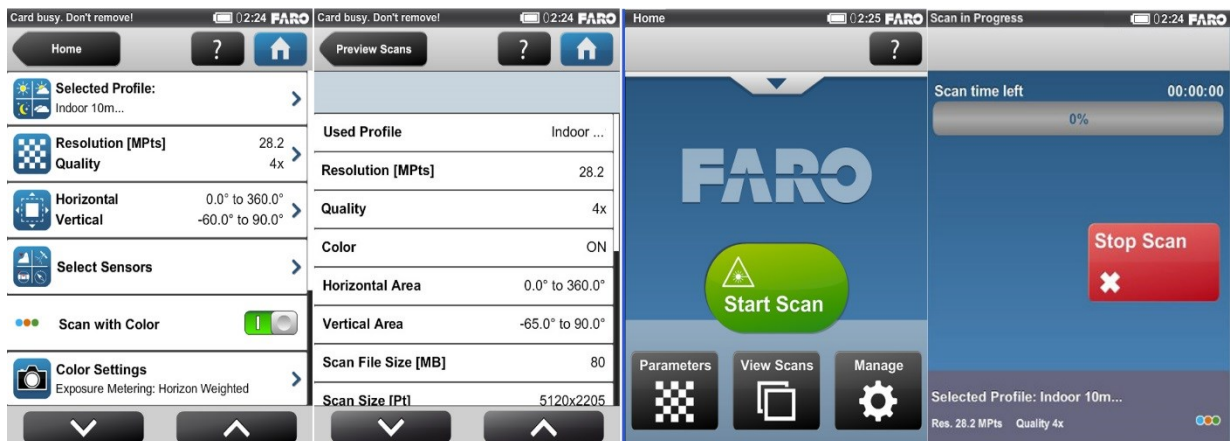 Card busy. Don't remove! 02:24 FARO
Home ?
Selected Profile:
Indoor 10m...
Resolution [MPts] 28.2
Quality 4x
Horizontal 0.0° to 360.0°
Vertical -60.0° to 90.0°
Select Sensors
Scan with Color
Color Settings
Exposure Metering: Horizon Weighted
Card busy. Don't remove! 02:24 FARO
Preview Scans ?
Used Profile Indoor ...
Resolution [MPts] 28.2
Quality 4x
Color ON
Horizontal Area 0.0° to 360.0°
Vertical Area -65.0° to 90.0°
Scan File Size [MB] 80
Scan Size [Pt] 5120x2205
Home 02:25 FARO
?
FARO
Start Scan
Parameters View Scans Manage
Scan in Progress 02:24 FARO
Scan time left 00:00:00
0%
Stop Scan
Selected Profile: Indoor 10m...
Res. 28.2 MPts Quality 4x